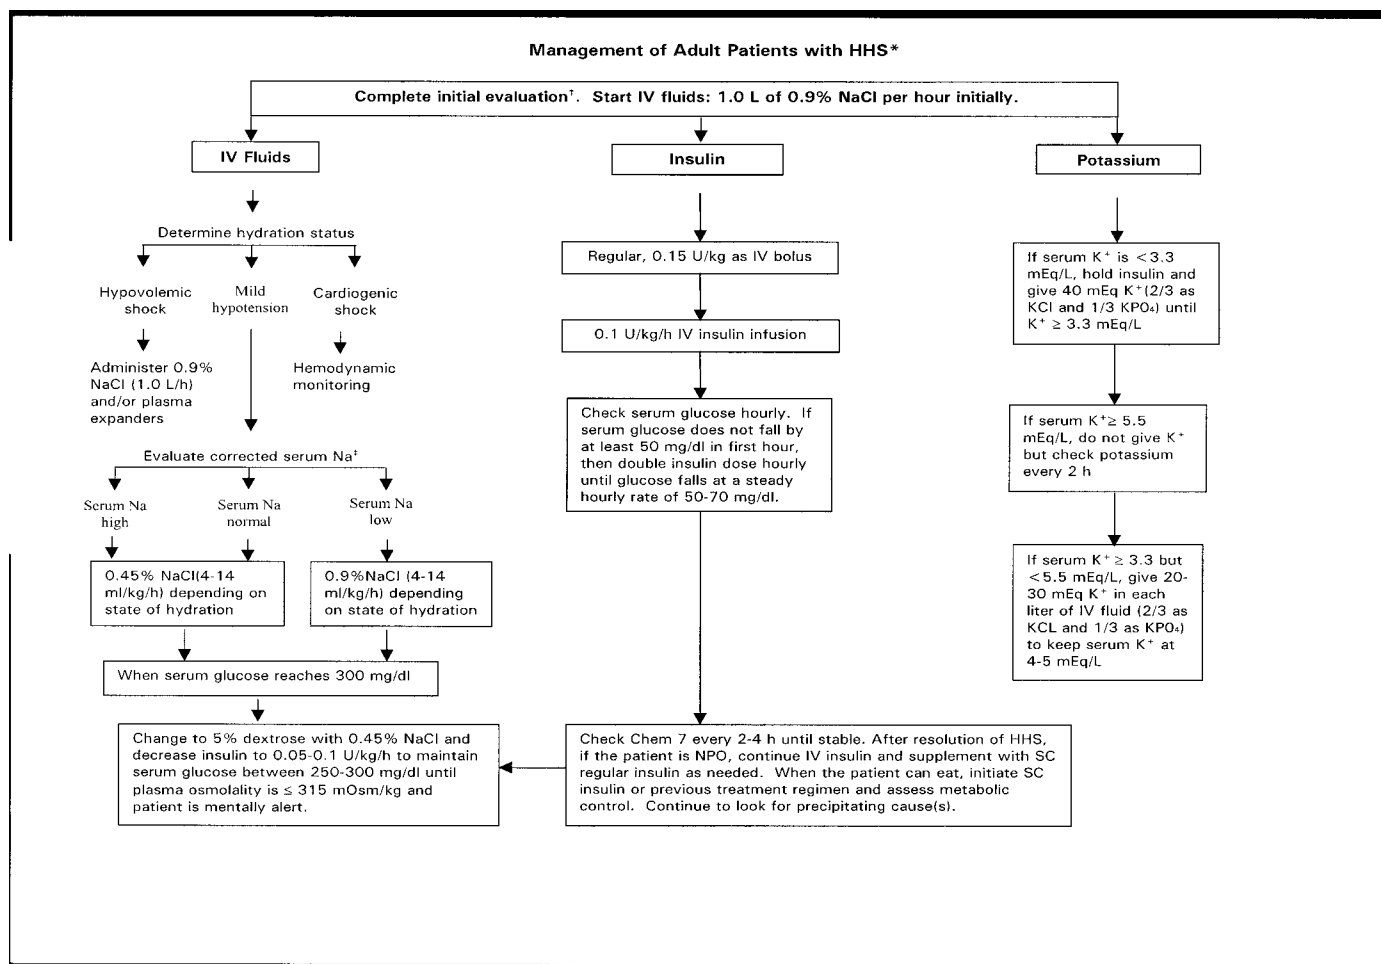 Management of Adult Patients with HHS*
Complete initial evaluation†. Start IV fluids: 1.0 L of 0.9% NaCl per hour initially.
IV Fluids
Determine hydration status
Hypovolemic
shock
Mild
hypotension
Cardiogenic
shock
Administer 0.9%
NaCl (1.0 L/h)
and/or plasma
expanders
Hemodynamic
monitoring
Evaluate corrected serum Na‡
Serum Na
high
Serum Na
normal
Serum Na
low
0.45% NaCl(4-14
ml/kg/h) depending on
state of hydration
0.9%NaCl (4-14
ml/kg/h) depending
on state of hydration
When serum glucose reaches 300 mg/dl
Change to 5% dextrose with 0.45% NaCl and
decrease insulin to 0.05-0.1 U/kg/h to maintain
serum glucose between 250-300 mg/dl until
plasma osmolality is ≤ 315 mOsm/kg and
patient is mentally alert.
Insulin
Regular, 0.15 U/kg as IV bolus
0.1 U/kg/h IV insulin infusion
Check serum glucose hourly. If
serum glucose does not fall by
at least 50 mg/dl in first hour,
then double insulin dose hourly
until glucose falls at a steady
hourly rate of 50-70 mg/dl.
Check Chem 7 every 2-4 h until stable. After resolution of HHS,
if the patient is NPO, continue IV insulin and supplement with SC
regular insulin as needed. When the patient can eat, initiate SC
insulin or previous treatment regimen and assess metabolic
control. Continue to look for precipitating cause(s).
Potassium
If serum K⁺ is <3.3
mEq/L, hold insulin and
give 40 mEq K⁺(2/3 as
KCl and 1/3 KPO₄) until
K⁺ ≥ 3.3 mEq/L
If serum K⁺≥ 5.5
mEq/L, do not give K⁺
but check potassium
every 2 h
If serum K⁺ ≥ 3.3 but
<5.5 mEq/L, give 20-
30 mEq K⁺ in each
liter of IV fluid (2/3 as
KCL and 1/3 as KPO₄)
to keep serum K⁺ at
4-5 mEq/L